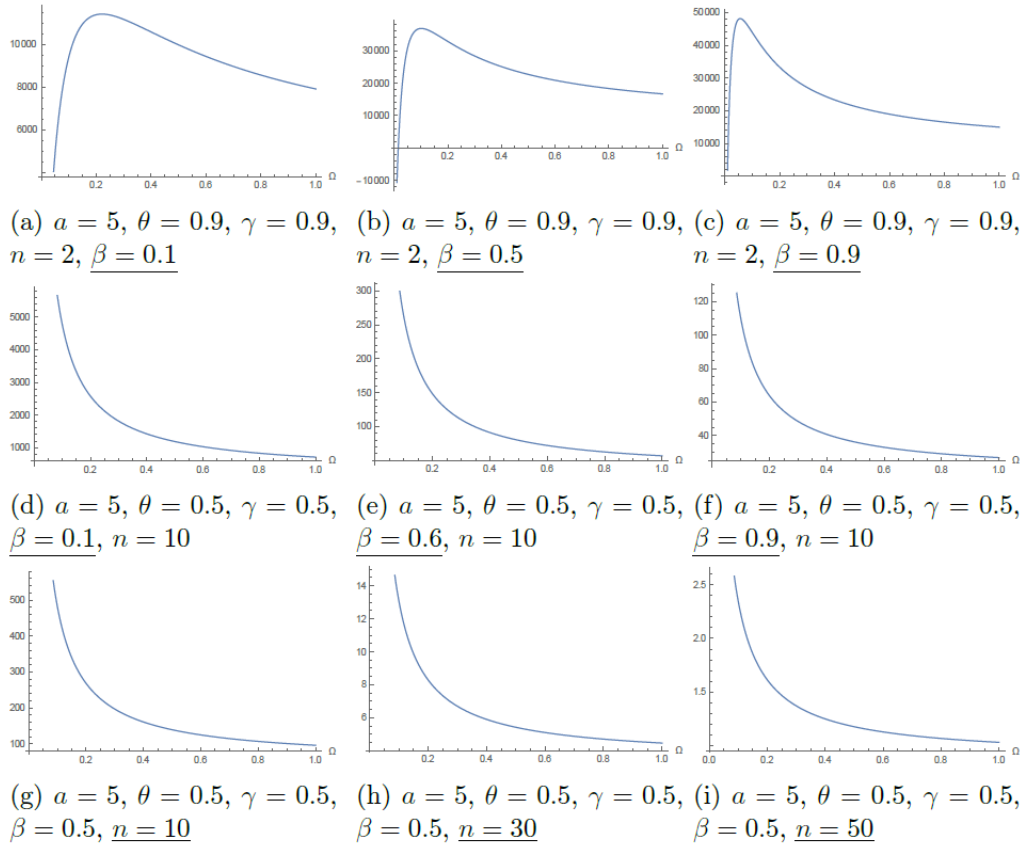 10000
8000
6000
0.2 0.4 0.6 0.8 1.0
Ω
30000
20000
10000
-10000
0.2 0.4 0.6 0.8 1.0
Ω
50000
40000
30000
20000
10000
0.2 0.4 0.6 0.8 1.0
Ω
(a) a = 5, θ = 0.9, γ = 0.9,
n = 2, β = 0.1
(b) a = 5, θ = 0.9, γ = 0.9,
n = 2, β = 0.5
(c) a = 5, θ = 0.9, γ = 0.9,
n = 2, β = 0.9
5000
4000
3000
2000
1000
0.2 0.4 0.6 0.8 1.0
Ω
300
250
200
150
100
0.2 0.4 0.6 0.8 1.0
Ω
120
100
80
60
40
0.2 0.4 0.6 0.8 1.0
Ω
(d) a = 5, θ = 0.5, γ = 0.5,
β = 0.1, n = 10
(e) a = 5, θ = 0.5, γ = 0.5,
β = 0.6, n = 10
(f) a = 5, θ = 0.5, γ = 0.5,
β = 0.9, n = 10
500
400
300
200
100
0.2 0.4 0.6 0.8 1.0
Ω
14
12
10
8
6
0.2 0.4 0.6 0.8 1.0
Ω
2.5
2.0
1.5
0.0 0.2 0.4 0.6 0.8 1.0
Ω
(g) a = 5, θ = 0.5, γ = 0.5,
β = 0.5, n = 10
(h) a = 5, θ = 0.5, γ = 0.5,
β = 0.5, n = 30
(i) a = 5, θ = 0.5, γ = 0.5,
β = 0.5, n = 50